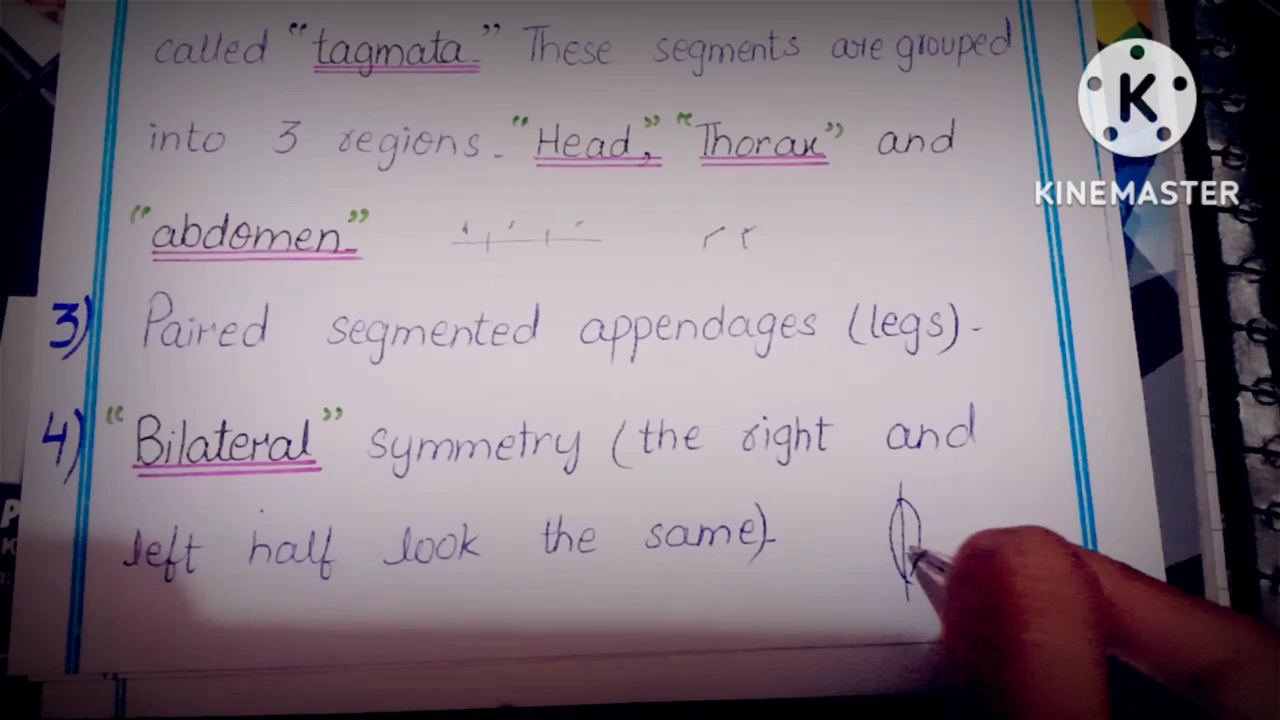 called "tagmata." These segments are grouped
into 3 regions. "Head," "Thorax" and
"abdomen."
3) Paired segmented appendages (legs).
4) "Bilateral" symmetry (the right and
left half look the same).
K
KINEMASTER